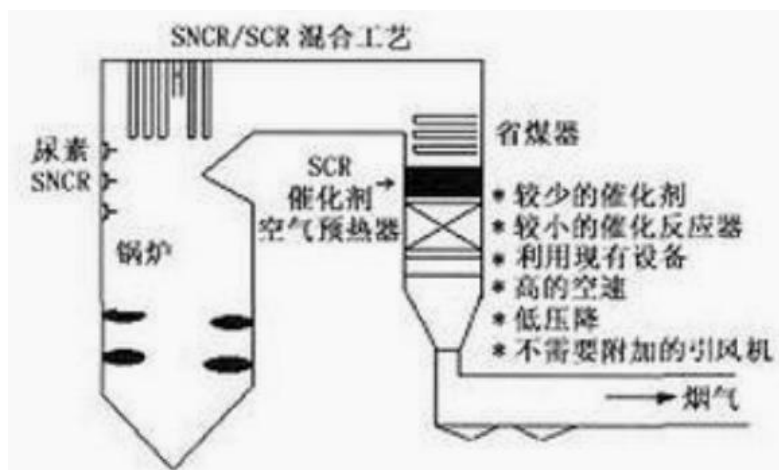 SNCR/SCR 混合工艺
尿素
SNCR
锅炉
SCR
催化剂
空气预热器
省煤器
* 较少的催化剂
* 较小的催化反应器
* 利用现有设备
* 高的空速
* 低压降
* 不需要附加的引风机
烟气